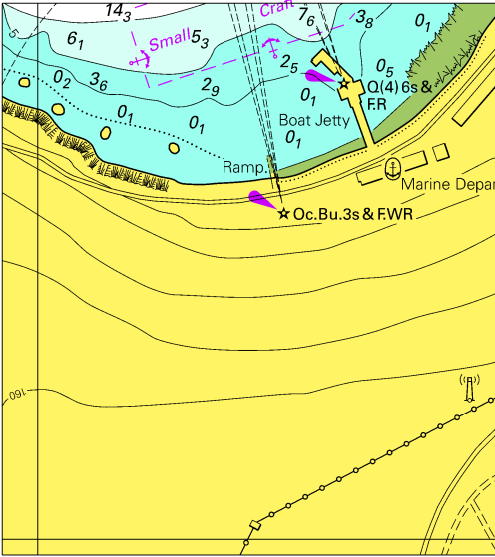 14₃
7₆
Craft
3₈
0₁
5
6₁
Small
5₃
2₅
0₅
0₂
3₆
2₉
Q(4) 6s &
F.R
0₁
0₁
0₁
Boat Jetty
0₁
Ramp.
Marine Depar
Oc.Bu.3s & F.WR
160